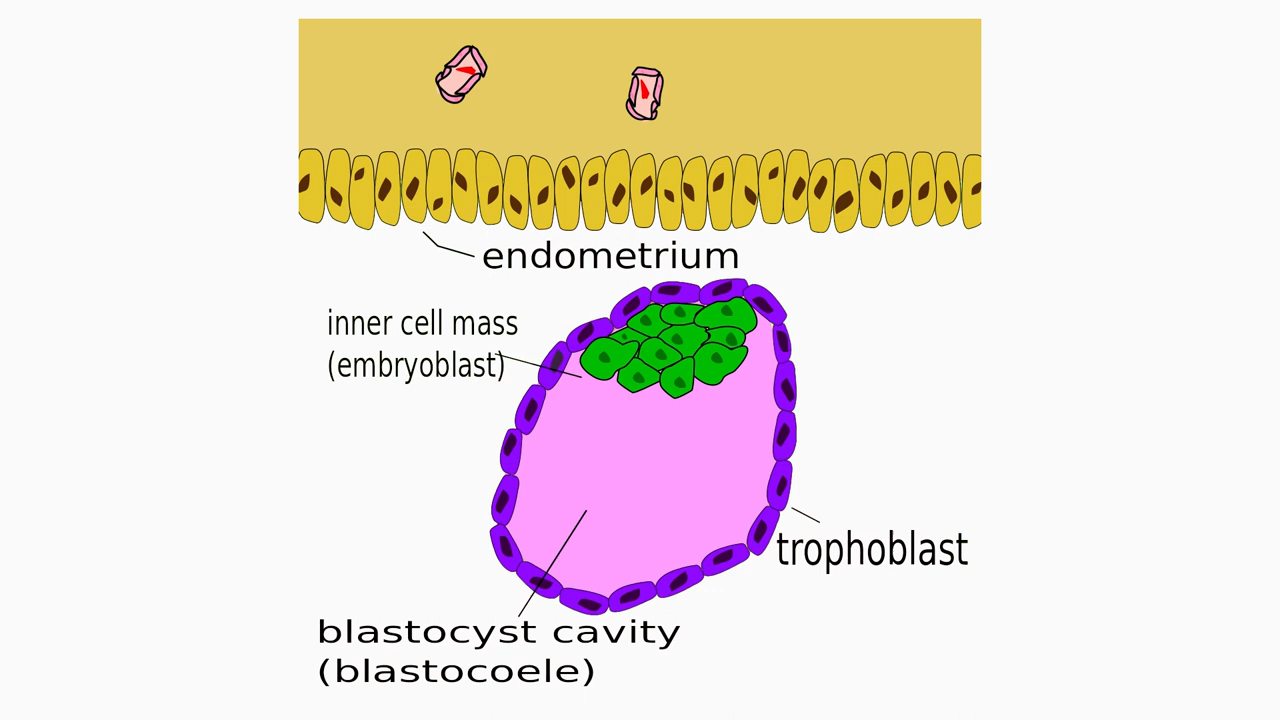 endometrium
inner cell mass
(embryoblast)
trophoblast
blastocyst cavity
(blastocoele)